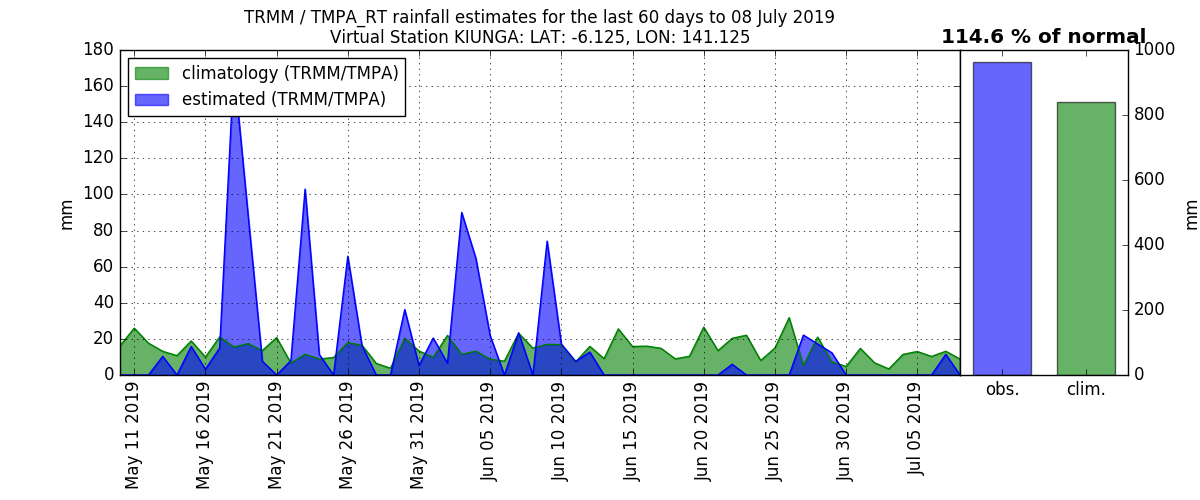 TRMM / TMPA_RT rainfall estimates for the last 60 days to 08 July 2019
Virtual Station KIUNGA: LAT: -6.125, LON: 141.125
114.6 % of normal
climatology (TRMM/TMPA)
estimated (TRMM/TMPA)
180
160
140
120
100
80
60
40
20
0
mm
May 11 2019
May 16 2019
May 21 2019
May 26 2019
May 31 2019
Jun 05 2019
Jun 10 2019
Jun 15 2019
Jun 20 2019
Jun 25 2019
Jun 30 2019
Jul 05 2019
obs.
clim.
1000
800
600
400
200
0
mm